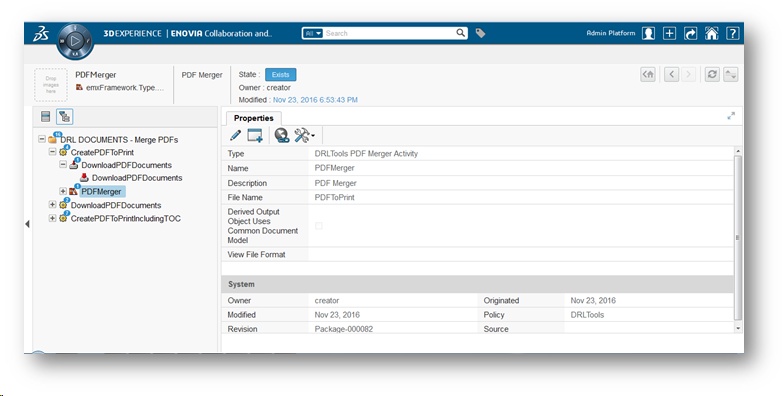 3DEXPERIENCE | ENOVIA Collaboration and..
All Search
Admin Platform
Drop images here
PDFMerger
emxFramework.Type....
PDF Merger
State : Exists
Owner : creator
Modified : Nov 23, 2016 6:53:43 PM
DRL DOCUMENTS - Merge PDFs
CreatePDFToPrint
DownloadPDFDocuments
DownloadPDFDocuments
PDFMerger
DownloadPDFDocuments
CreatePDFToPrintIncludingTOC
Properties
Type DRLTools PDF Merger Activity
Name PDFMerger
Description PDF Merger
File Name PDFToPrint
Derived Output
Object Uses
Common Document
Model
View File Format
System
Owner creator Originated Nov 23, 2016
Modified Nov 23, 2016 Policy DRLTools
Revision Package-000082 Source